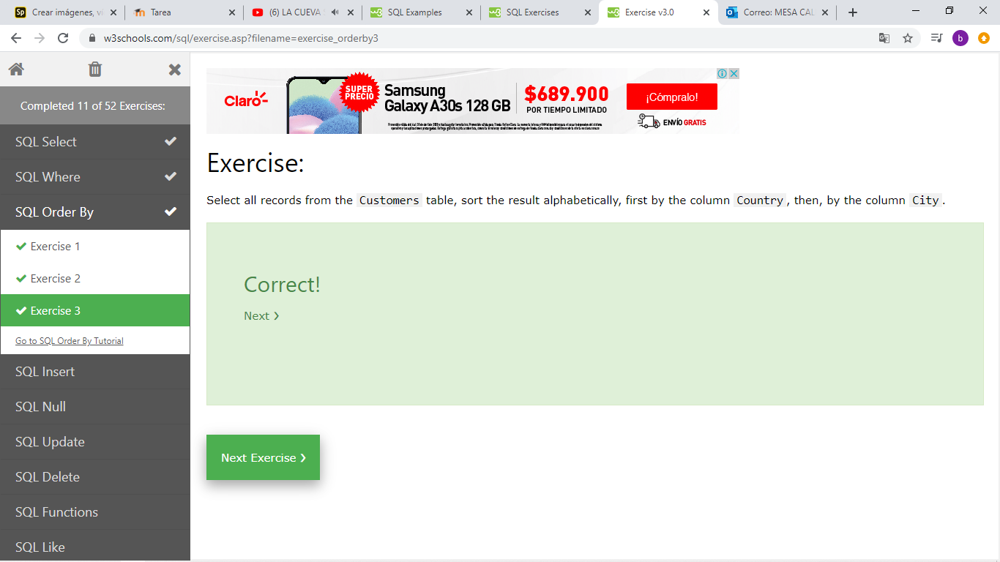 Crear imágenes, ví
Tarea
(6) LA CUEVA S
SQL Examples
SQL Exercises
Exercise v3.0
Correo: MESA CAL
w3schools.com/sql/exercise.asp?filename=exercise_orderby3
b
Completed 11 of 52 Exercises:
SQL Select
SQL Where
SQL Order By
Exercise 1
Exercise 2
Exercise 3
Go to SQL Order By Tutorial
SQL Insert
SQL Null
SQL Update
SQL Delete
SQL Functions
SQL Like
Claro
SUPER
PRECIO
Samsung
Galaxy A30s 128 GB
$689.900
POR TIEMPO LIMITADO
¡Cómpralo!
ENVÍO GRATIS
Exercise:
Select all records from the Customers table, sort the result alphabetically, first by the column Country, then, by the column City.
Correct!
Next ❯
Next Exercise ❯